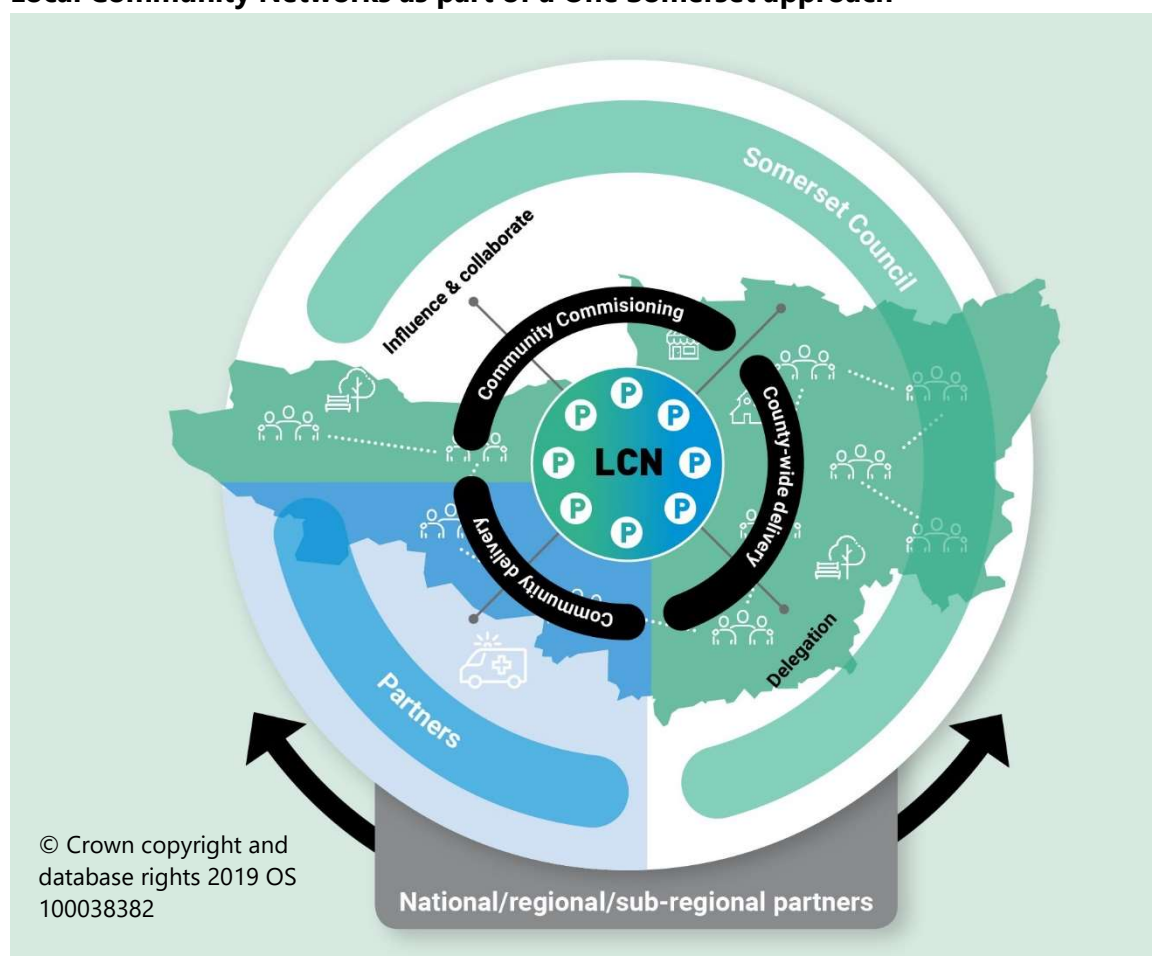 Local Community Networks as part of a One Somerset approach
Somerset Council
Influence & collaborate
Community Commisioning
County-wide delivery
P
P
P
P
LCN
P
P
P
P
Community delivery
Delegation
Partners
© Crown copyright and
database rights 2019 OS
100038382
National/regional/sub-regional partners